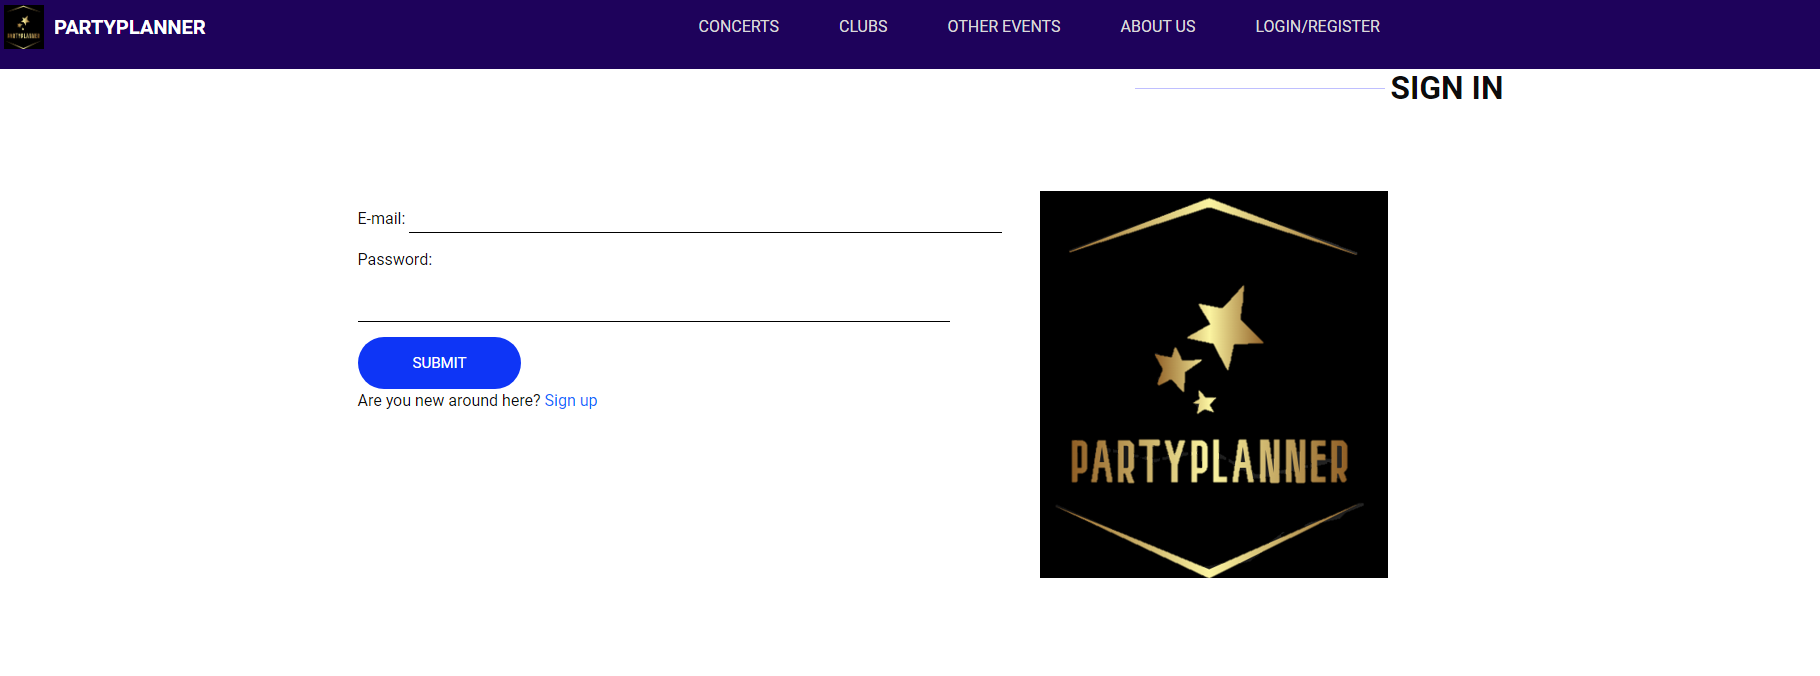 PARTYPLANNER CONCERTS CLUBS OTHER EVENTS ABOUT US LOGIN/REGISTER
SIGN IN
E-mail:
Password:
SUBMIT
Are you new around here? Sign up
PARTYPLANNER